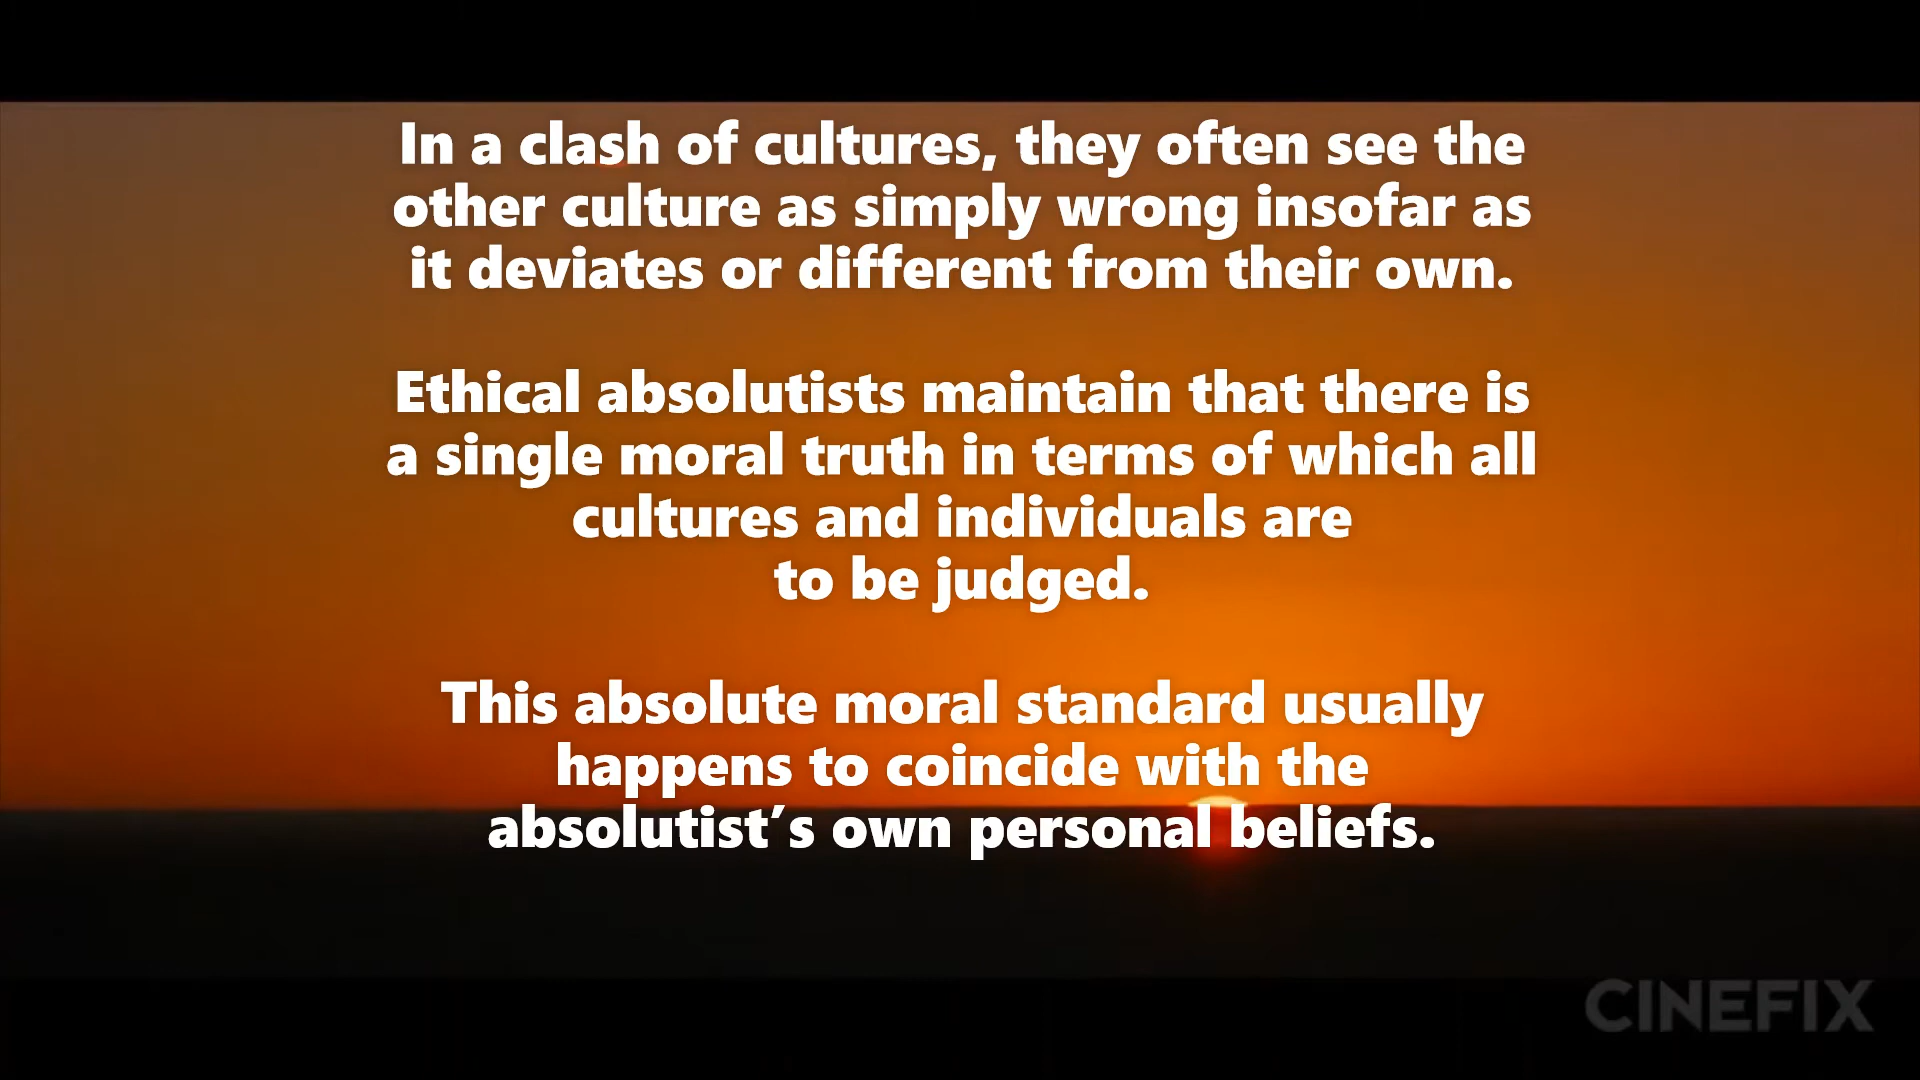 In a clash of cultures, they often see the
other culture as simply wrong insofar as
it deviates or different from their own.
Ethical absolutists maintain that there is
a single moral truth in terms of which all
cultures and individuals are
to be judged.
This absolute moral standard usually
happens to coincide with the
absolutist’s own personal beliefs.
CINEFIX